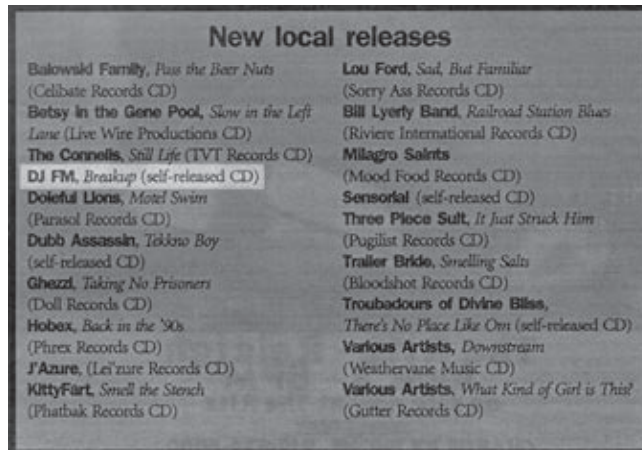 New local releases
Balowski Family, Pass the Beer Nuts
(Celibate Records CD)
Betsy in the Gene Pool, Slow in the Left
Lane (Live Wire Productions CD)
The Connells, Still Life (TVT Records CD)
DJ FM, Breakup (self-released CD)
Doleful Lions, Motel Swim
(Parasol Records CD)
Dubb Assassin, Tekkno Boy
(self-released CD)
Ghezzi, Taking No Prisoners
(Doll Records CD)
Hobex, Back in the '90s
(Phrex Records CD)
J'Azure, (Lei'zure Records CD)
KittyFart, Smell the Stench
(Phatbak Records CD)
Lou Ford, Sad, But Familiar
(Sorry Ass Records CD)
Bill Lyerly Band, Railroad Station Blues
(Riviere International Records CD)
Milagro Saints
(Mood Food Records CD)
Sensorial (self-released CD)
Three Piece Suit, It Just Struck Him
(Pugilist Records CD)
Trailer Bride, Smelling Salts
(Bloodshot Records CD)
Troubadours of Divine Bliss,
There's No Place Like Om (self-released CD)
Various Artists, Downstream
(Weathervane Music CD)
Various Artists, What Kind of Girl is This?
(Gutter Records CD)